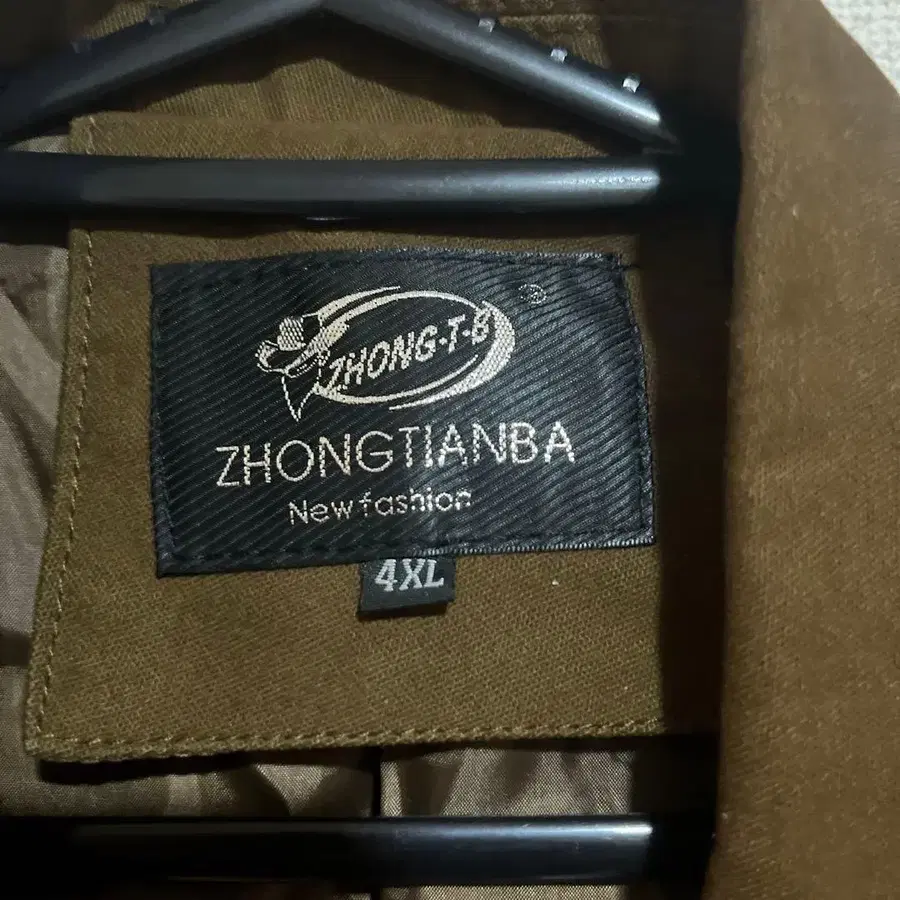 ZHONG-T-B ®
ZHONGTIANBA
New fashion
4XL